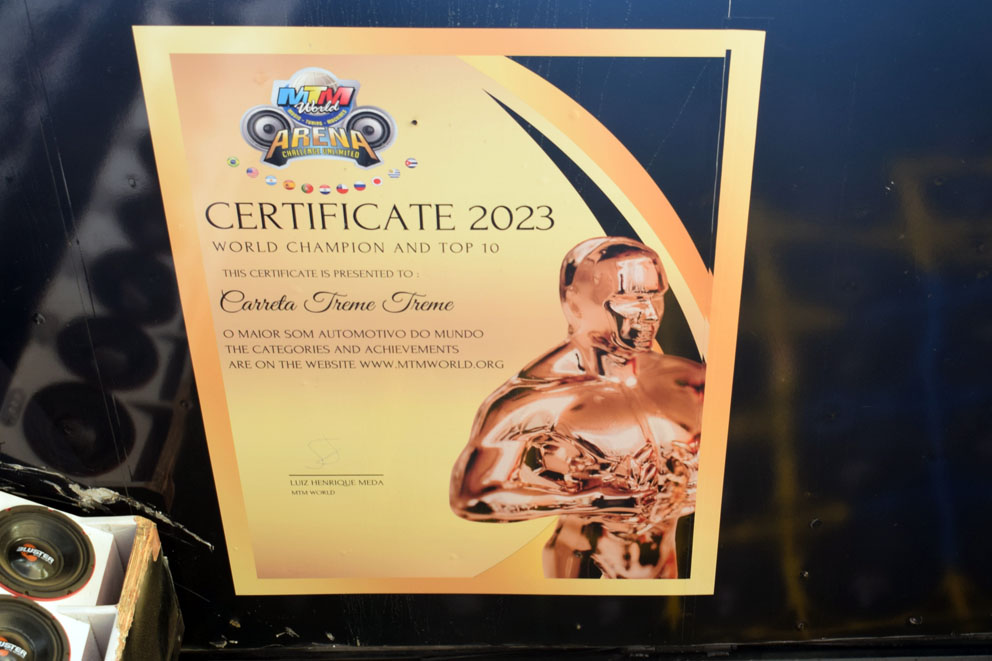 MTM
World
ARENA
CHALLENGE UNLIMITED
CERTIFICATE 2023
WORLD CHAMPION AND TOP 10
THIS CERTIFICATE IS PRESENTED TO :
Carreta Treme Treme
O MAIOR SOM AUTOMOTIVO DO MUNDO
THE CATEGORIES AND ACHIEVEMENTS
ARE ON THE WEBSITE WWW.MTMWORLD.ORG
LUIZ HENRIQUE MEDA
MTM WORLD
BLUSTER
BLUSTER